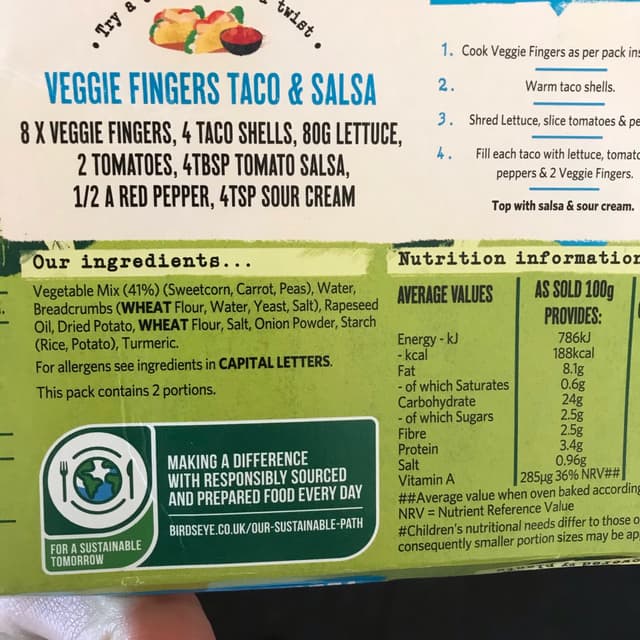 Try a
twist
VEGGIE FINGERS TACO & SALSA
8 X VEGGIE FINGERS, 4 TACO SHELLS, 80G LETTUCE,
2 TOMATOES, 4TBSP TOMATO SALSA,
1/2 A RED PEPPER, 4TSP SOUR CREAM
1. Cook Veggie Fingers as per pack
2. Warm taco shells.
3. Shred Lettuce, slice tomatoes &
4. Fill each taco with lettuce,
peppers & 2 Veggie Fingers.
Top with salsa & sour cream.
Our ingredients...
Vegetable Mix (41%) (Sweetcorn, Carrot, Peas), Water,
Breadcrumbs (WHEAT Flour, Water, Yeast, Salt), Rapeseed
Oil, Dried Potato, WHEAT Flour, Salt, Onion Powder, Starch
(Rice, Potato), Turmeric.
For allergens see ingredients in CAPITAL LETTERS.
This pack contains 2 portions.
FOR A SUSTAINABLE
TOMORROW
MAKING A DIFFERENCE
WITH RESPONSIBLY SOURCED
AND PREPARED FOOD EVERY DAY
BIRDSEYE.CO.UK/OUR-SUSTAINABLE-PATH
Nutrition information
AVERAGE VALUES AS SOLD 100g
PROVIDES:
Energy - kJ 786kJ
- kcal 188kcal
Fat 8.1g
- of which Saturates 0.6g
Carbohydrate 24g
- of which Sugars 2.5g
Fibre 2.5g
Protein 3.4g
Salt 0.96g
Vitamin A 285µg 36% NRV##
##Average value when oven baked according
NRV = Nutrient Reference Value
#Children's nutritional needs differ to those
consequently smaller portion sizes may be